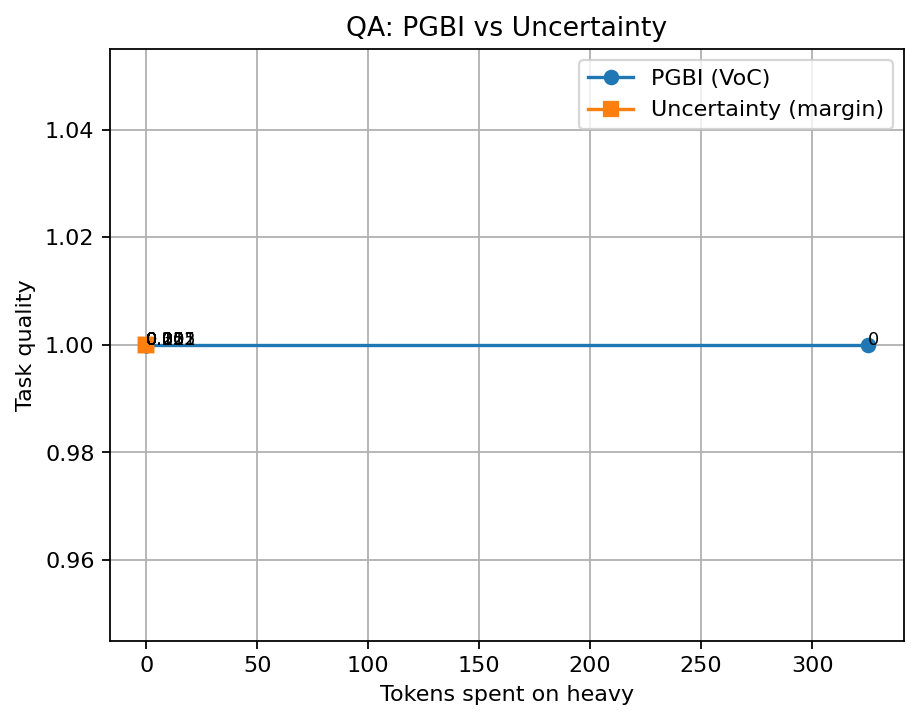 QA: PGBI vs Uncertainty
PGBI (VoC)
Uncertainty (margin)
Task quality
1.04
1.02
1.00
0.98
0.96
0
0 50 100 150 200 250 300
Tokens spent on heavy